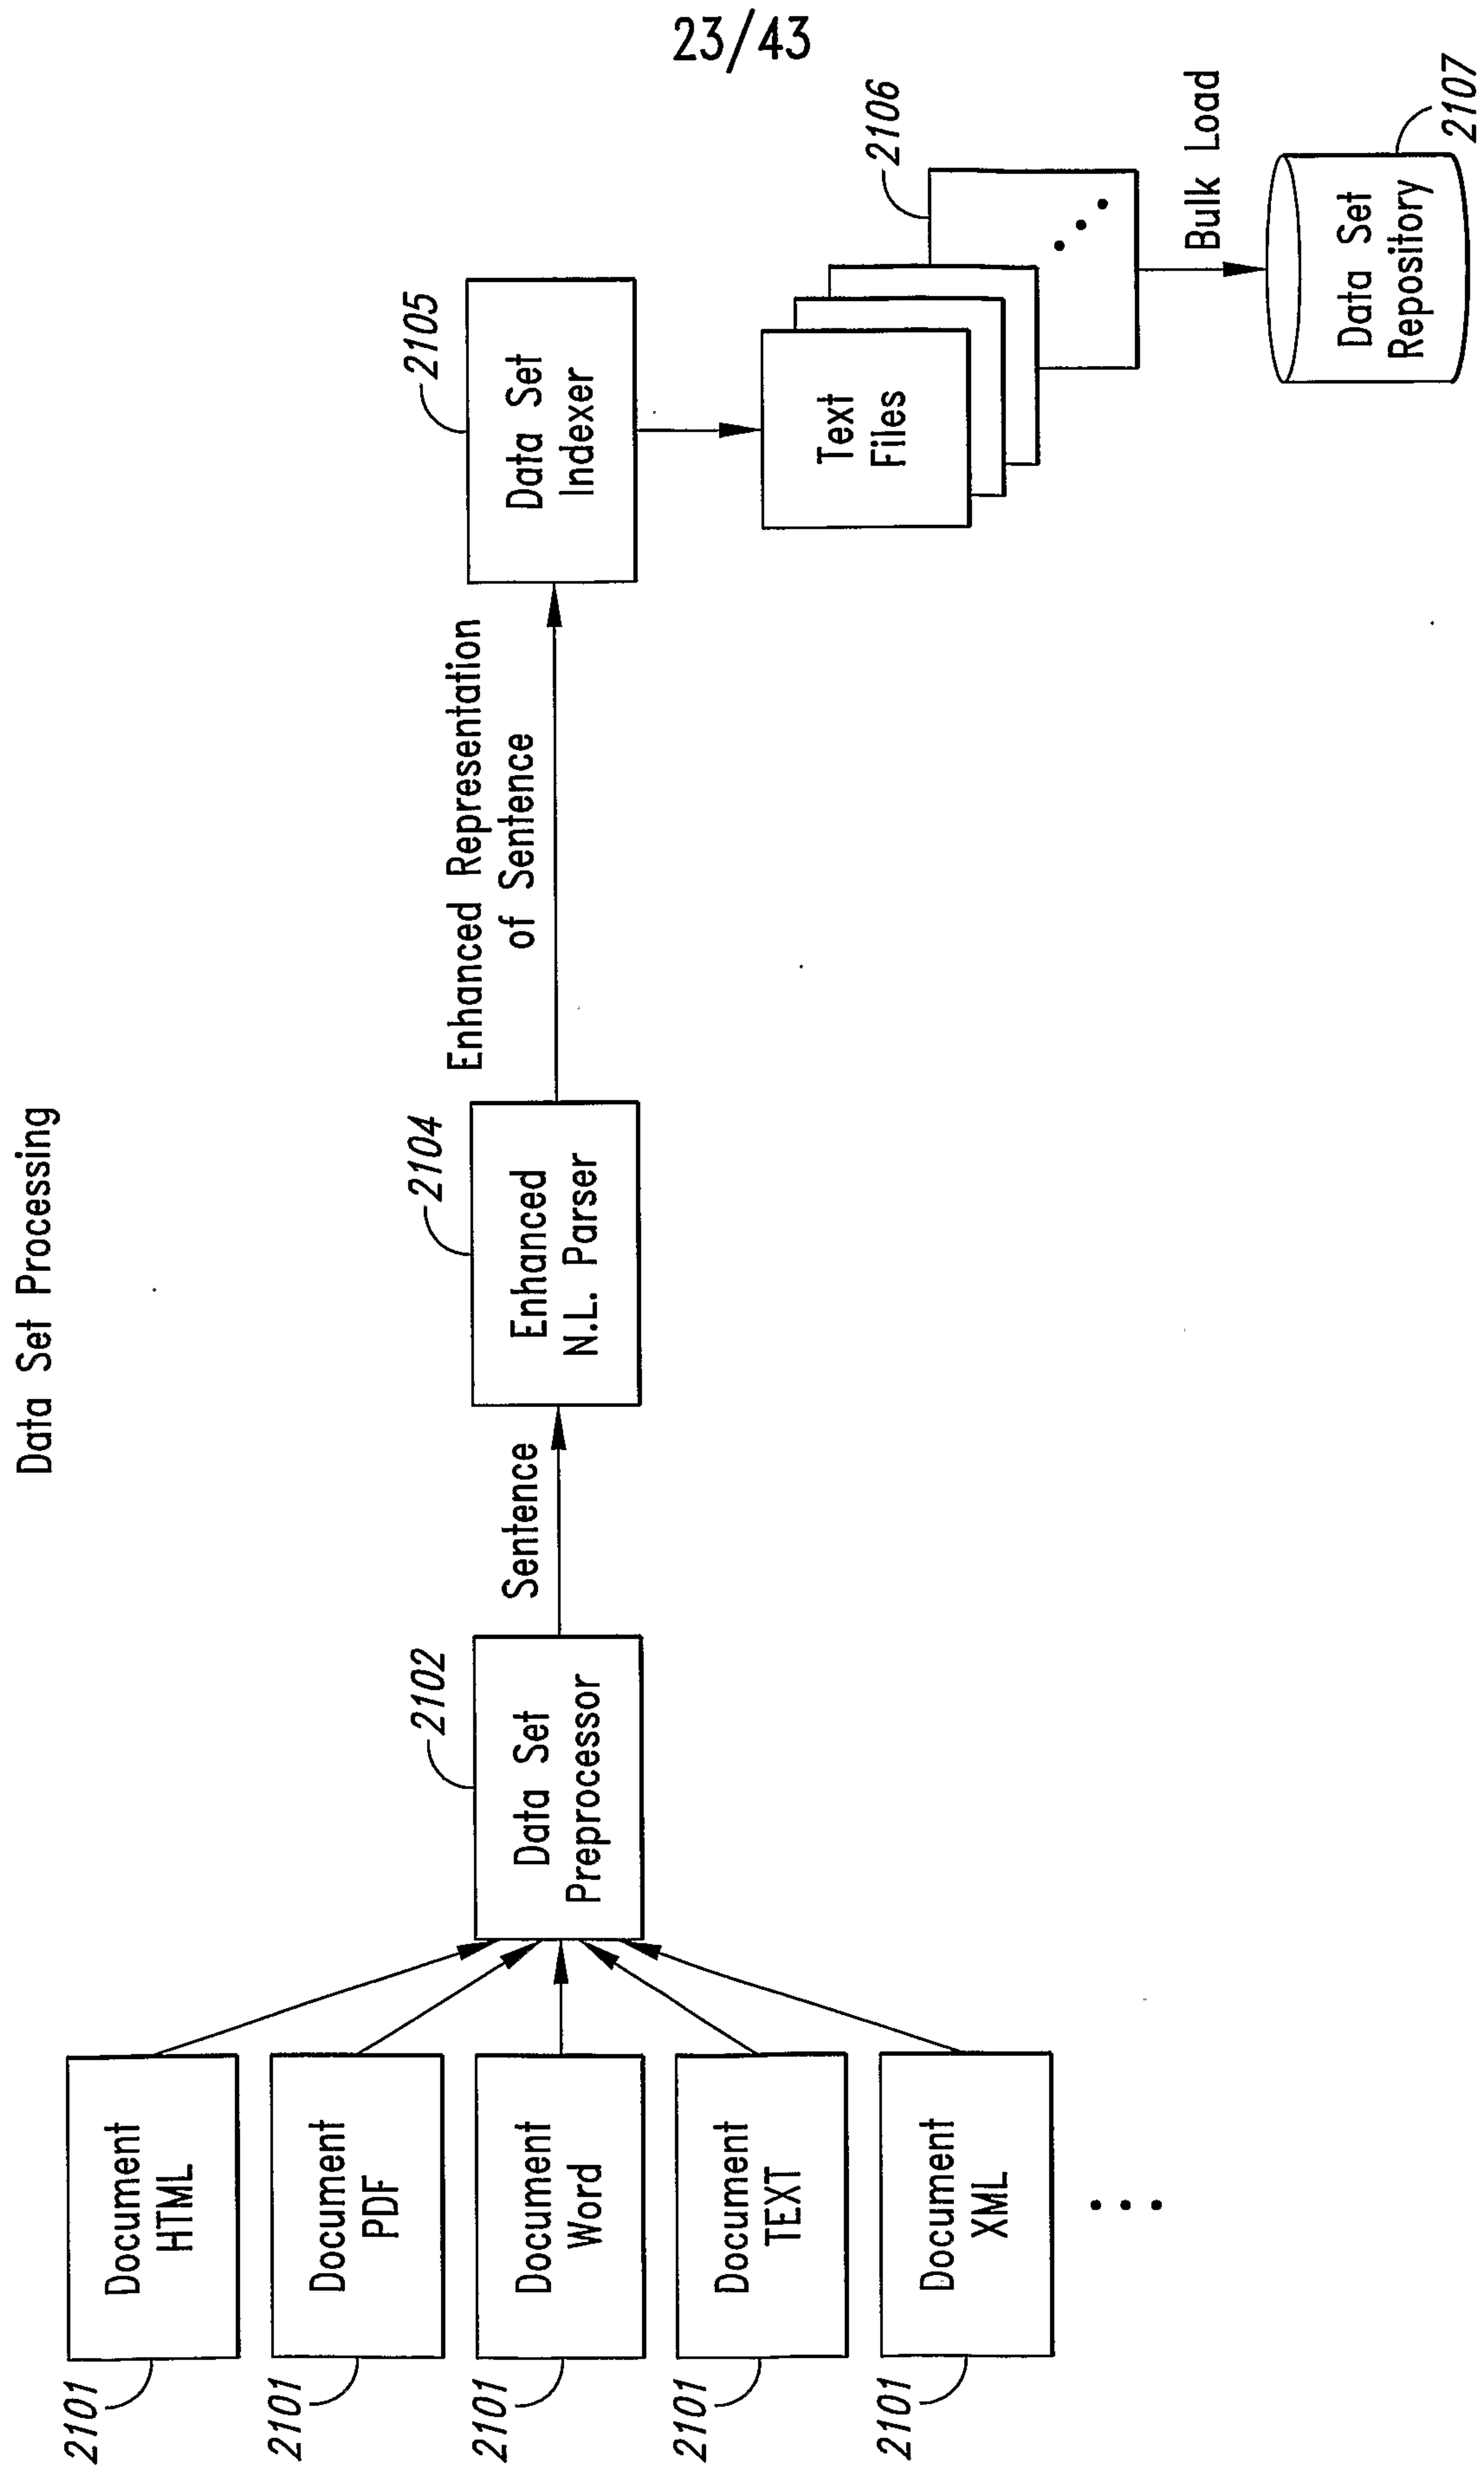 23/43
Data Set Processing
2101
Document
HTML
2101
Document
PDF
2101
Document
Word
2101
Document
TEXT
2101
Document
XML
2102
Data Set
Preprocessor
Sentence
2104
Enhanced
N.L. Parser
Enhanced Representation
of Sentence
2105
Data Set
Indexer
Text
Files
2106
Bulk Load
Data Set
Repository
2107